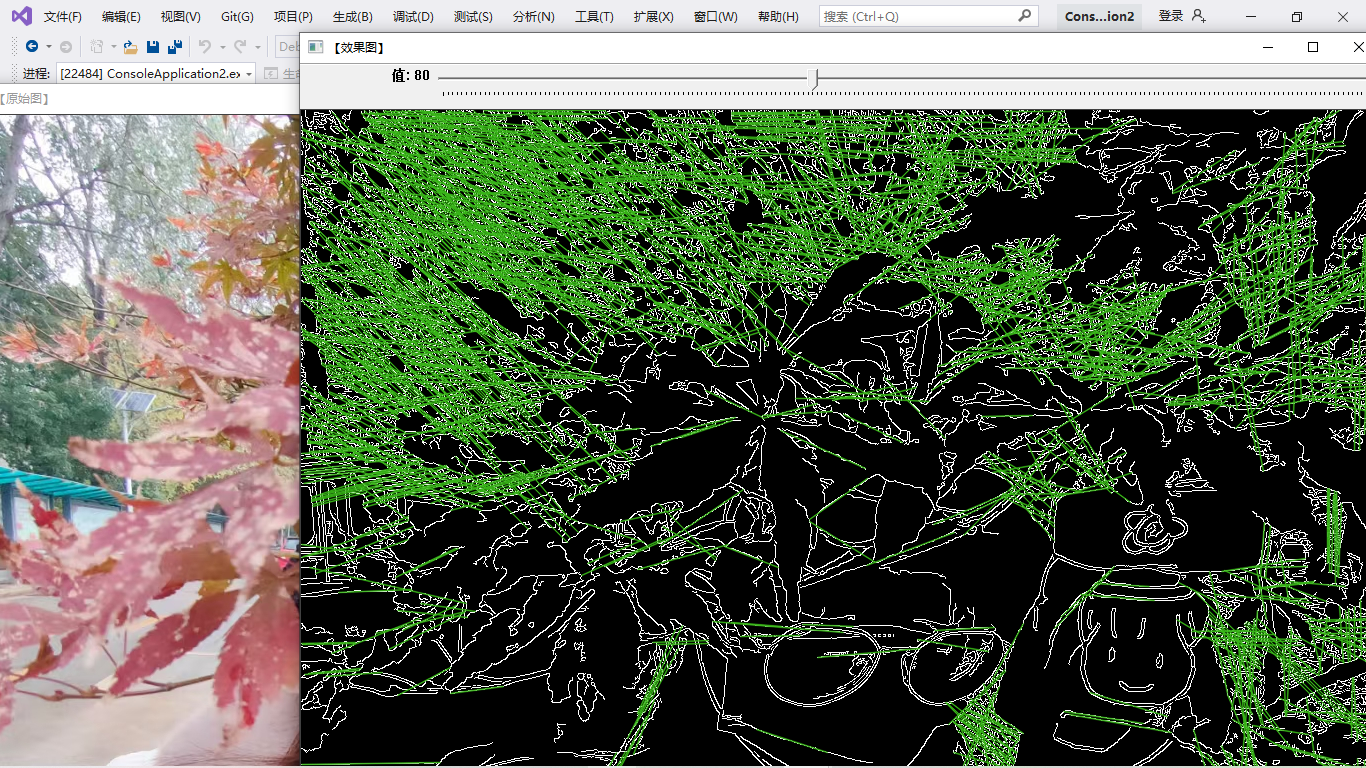 文件(F) 编辑(E) 视图(V) Git(G) 项目(P) 生成(B) 调试(D) 测试(S) 分析(N) 工具(T) 扩展(X) 窗口(W) 帮助(H) 搜索 (Ctrl+Q) Cons...ion2 登录
Deb
【效果图】
进程: [22484] ConsoleApplication2.ex 生
值: 80
【原始图】